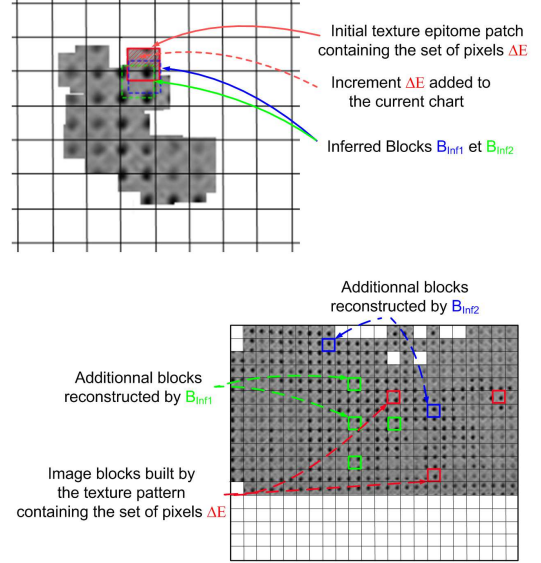 Initial texture epitome patch
containing the set of pixels ΔE
Increment ΔE added to
the current chart
Inferred Blocks BInf1 et BInf2
Additionnal blocks
reconstructed by BInf2
Additionnal blocks
reconstructed by BInf1
Image blocks built by
the texture pattern
containing the set of pixels ΔE